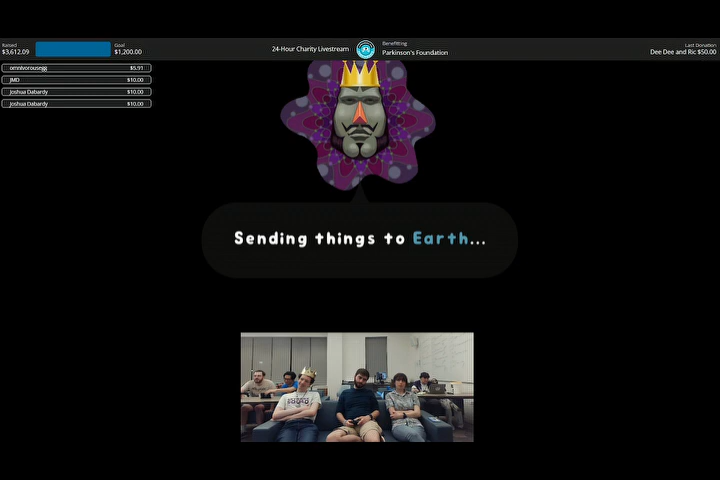 Raised
$3,612.09
Goal
$1,200.00
24-Hour Charity Livestream
Benefitting
Parkinson's Foundation
Last Donation
Dee Dee and Ric $50.00
omnivorousegg $5.91
JMD $10.00
Joshua Dabardy $10.00
Joshua Dabardy $10.00
Sending things to Earth...